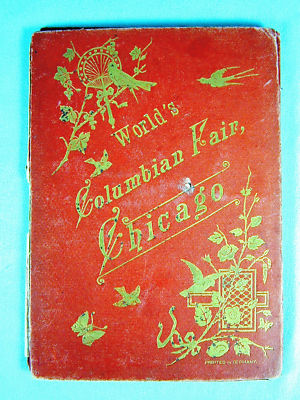 World's
Columbian Fair,
Chicago
PRINTED IN GERMANY.